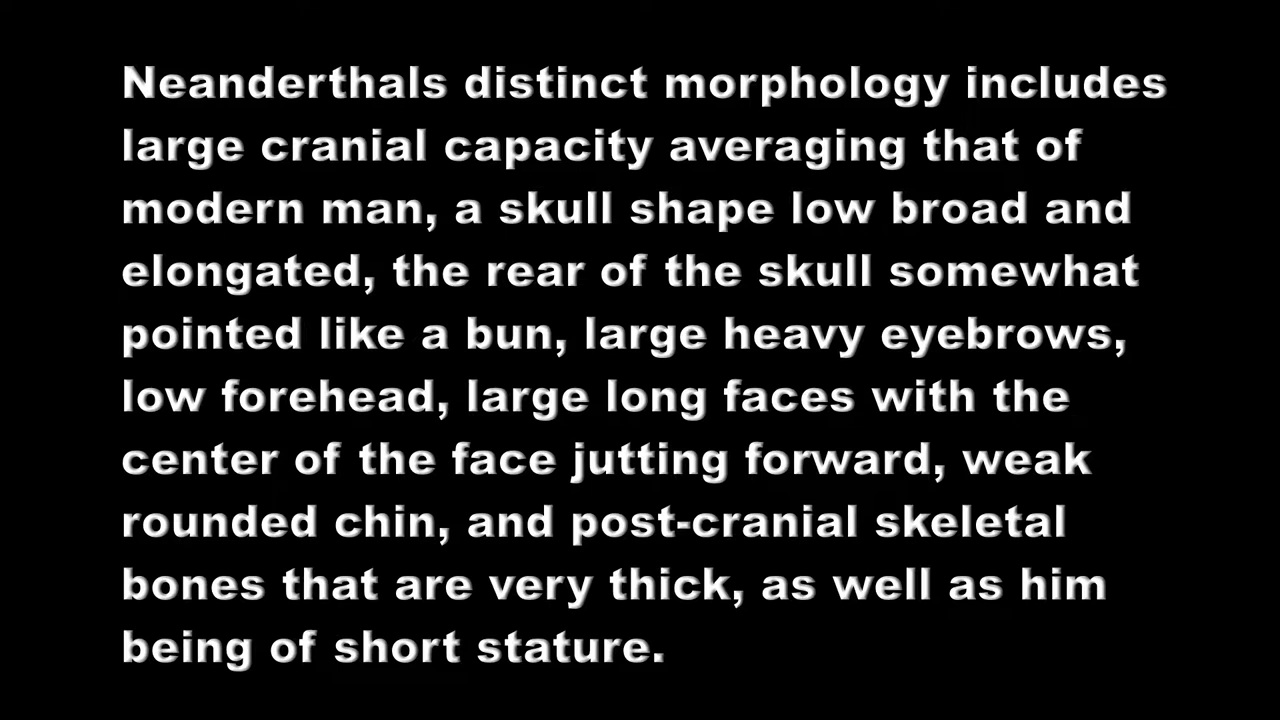 Neanderthals distinct morphology includes
large cranial capacity averaging that of
modern man, a skull shape low broad and
elongated, the rear of the skull somewhat
pointed like a bun, large heavy eyebrows,
low forehead, large long faces with the
center of the face jutting forward, weak
rounded chin, and post-cranial skeletal
bones that are very thick, as well as him
being of short stature.